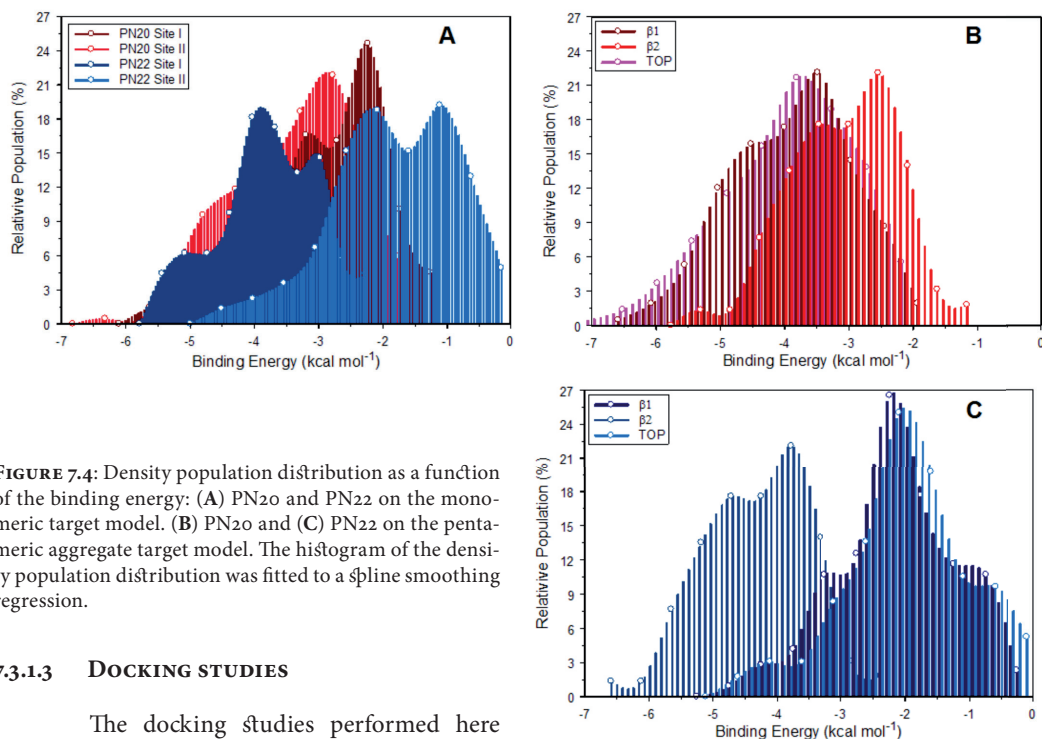 27
24
21
18
15
12
9
6
3
0
Relativive Population (%)
PN20 Site I
PN20 Site II
PN22 Site I
PN22 Site II
A
-7 -6 -5 -4 -3 -2 -1 0
Binding Energy (kcal mol⁻¹)
27
24
21
18
15
12
9
6
3
0
Relativive Population (%)
β1
β2
TOP
B
-7 -6 -5 -4 -3 -2 -1 0
Binding Energy (kcal mol⁻¹)
27
24
21
18
15
12
9
6
3
0
Relativive Population (%)
β1
β2
TOP
C
-7 -6 -5 -4 -3 -2 -1 0
Binding Energy (kcal mol⁻¹)
FIGURE 7.4: Density population distribution as a function
of the binding energy: (A) PN20 and PN22 on the mono-
meric target model. (B) PN20 and (C) PN22 on the penta-
meric aggregate target model. The histogram of the densi-
ty population distribution was fitted to a spline smoothing
regression.
7.3.1.3 DOCKING STUDIES
The docking studies performed here